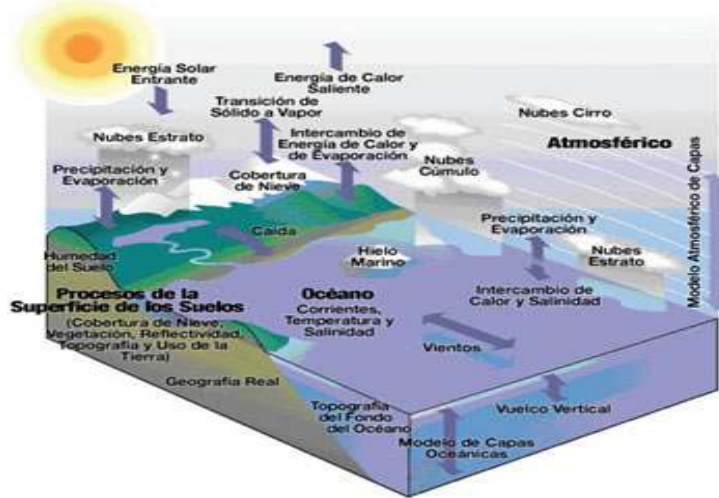 Energía Solar
Entrante
Energía de Calor
Saliente
Transición de
Sólido a Vapor
Nubes Cirro
Nubes Estrato
Intercambio de
Energía de Calor y
de Evaporación
Atmosférico
Nubes
Cúmulo
Precipitación y
Evaporación
Cobertura
de Nieve
Modelo Atmosférico de Capas
Precipitación y
Evaporación
Caída
Humedad
del Suelo
Hielo
Marino
Nubes
Estrato
Procesos de la
Superficie de los Suelos
(Cobertura de Nieve,
Vegetación, Reflectividad,
Topografía y Uso de la
Tierra)
Océano
Corrientes,
Temperatura y
Salinidad
Intercambio de
Calor y Salinidad
Vientos
Geografía Real
Topografía
del Fondo
del Océano
Vuelco Vertical
Modelo de Capas
Oceánicas